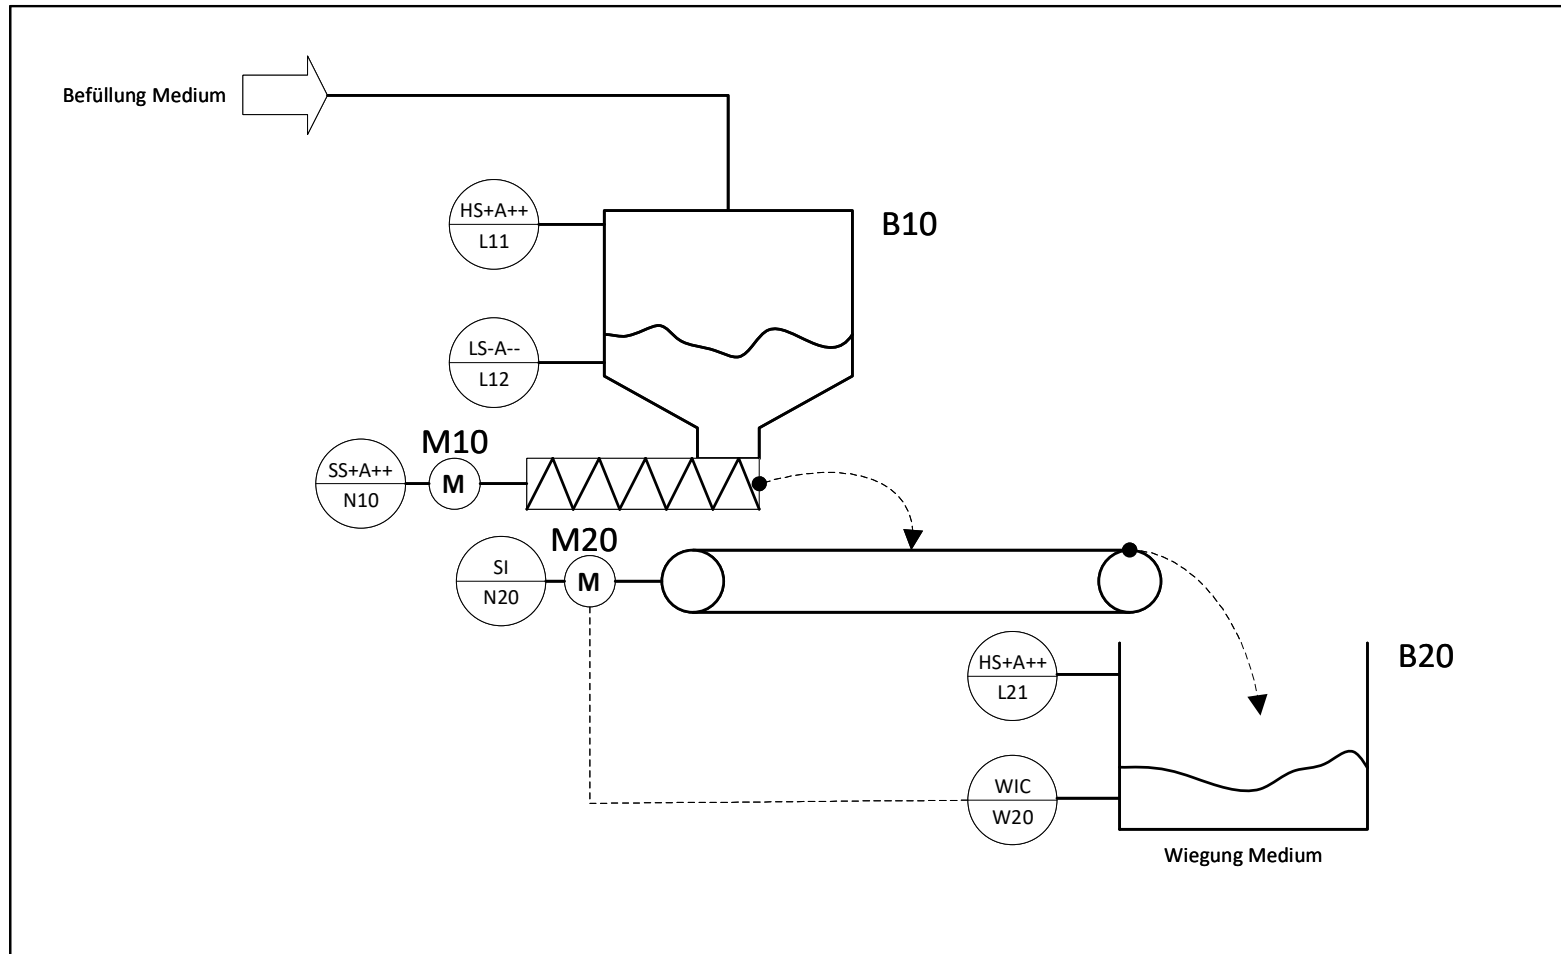 Befüllung Medium
HS+A++
L11
B10
LS-A--
L12
M10
SS+A++
N10
M
M20
SI
N20
M
HS+A++
L21
B20
WIC
W20
Wiegung Medium